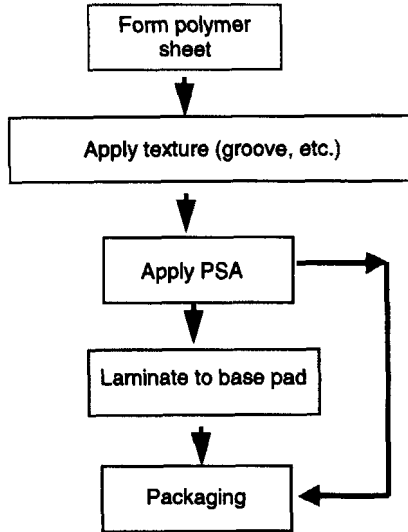 Form polymer
sheet
Apply texture (groove, etc.)
Apply PSA
Laminate to base pad
Packaging